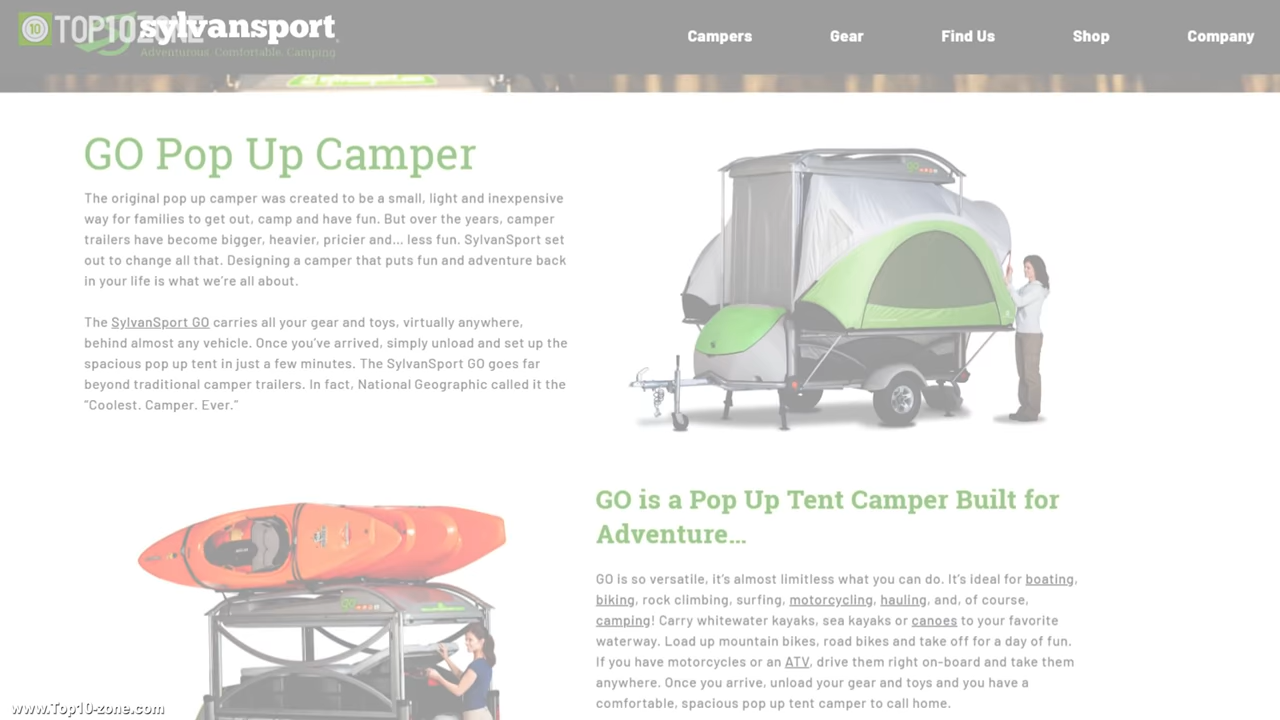 TOP10ZONE
sylvansport
Adventurous. Comfortable. Camping
Campers Gear Find Us Shop Company
GO Pop Up Camper
The original pop up camper was created to be a small, light and inexpensive
way for families to get out, camp and have fun. But over the years, camper
trailers have become bigger, heavier, pricier and... less fun. SylvanSport set
out to change all that. Designing a camper that puts fun and adventure back
in your life is what we're all about.
The SylvanSport GO carries all your gear and toys, virtually anywhere,
behind almost any vehicle. Once you've arrived, simply unload and set up the
spacious pop up tent in just a few minutes. The SylvanSport GO goes far
beyond traditional camper trailers. In fact, National Geographic called it the
"Coolest. Camper. Ever."
GO is a Pop Up Tent Camper Built for
Adventure...
GO is so versatile, it's almost limitless what you can do. It's ideal for boating,
biking, rock climbing, surfing, motorcycling, hauling, and, of course,
camping! Carry whitewater kayaks, sea kayaks or canoes to your favorite
waterway. Load up mountain bikes, road bikes and take off for a day of fun.
If you have motorcycles or an ATV, drive them right on-board and take them
anywhere. Once you arrive, unload your gear and toys and you have a
comfortable, spacious pop up tent camper to call home.
www.Top10-zone.com